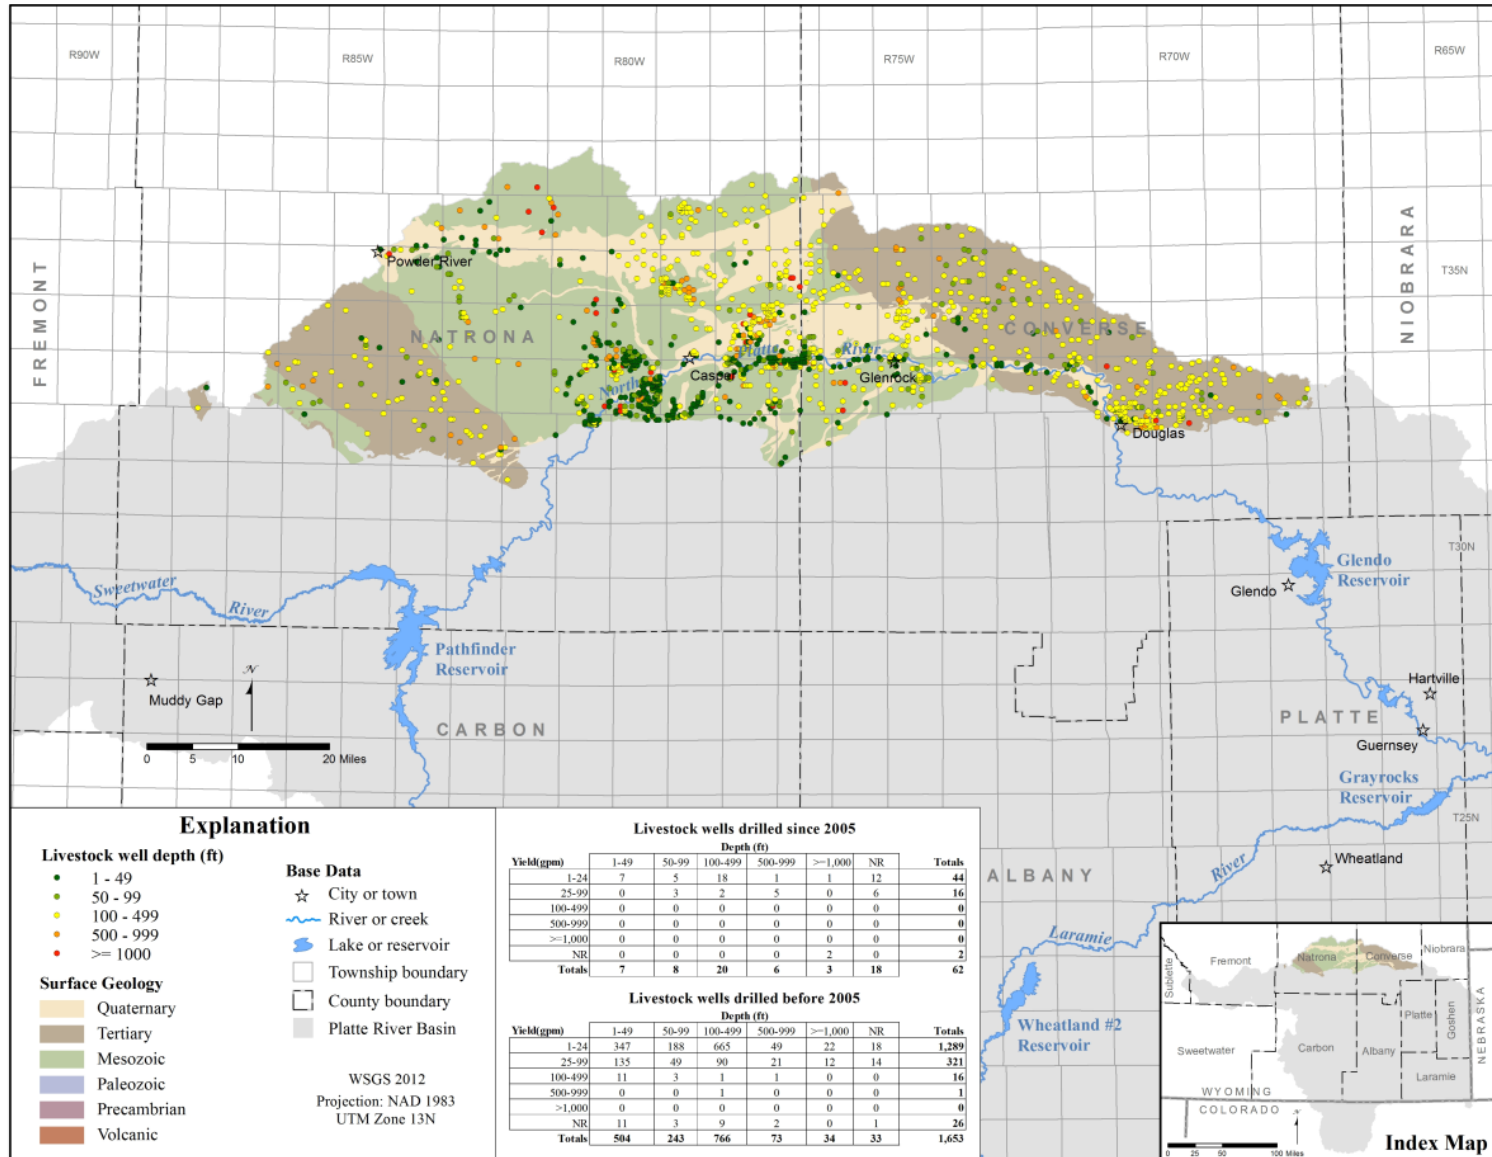 R90W
R85W
R80W
R75W
R70W
R65W
FREMONT
NIOBRARA
T35N
Powder River
NATRONA
CONVERSE
North
Platte
River
Casper
Glenrock
Douglas
T30N
Sweetwater
River
Glendo
Reservoir
Glendo
Pathfinder
Reservoir
Muddy Gap
N
0 5 10 20 Miles
CARBON
Hartville
PLATTE
Guernsey
Grayrocks
Reservoir
T25N
Wheatland
River
ALBANY
Laramie
Wheatland #2
Reservoir
Explanation
Livestock well depth (ft)
1 - 49
50 - 99
100 - 499
500 - 999
>= 1000
Surface Geology
Quaternary
Tertiary
Mesozoic
Paleozoic
Precambrian
Volcanic
Base Data
City or town
River or creek
Lake or reservoir
Township boundary
County boundary
Platte River Basin
WSGS 2012
Projection: NAD 1983
UTM Zone 13N
Livestock wells drilled since 2005
Depth (ft)
Yield(gpm) 1-49 50-99 100-499 500-999 >=1,000 NR Totals
1-24 7 5 18 1 1 12 44
25-99 0 3 2 5 0 6 16
100-499 0 0 0 0 0 0 0
500-999 0 0 0 0 0 0 0
>=1,000 0 0 0 0 0 0 0
NR 0 0 0 0 2 0 2
Totals 7 8 20 6 3 18 62
Livestock wells drilled before 2005
Depth (ft)
Yield(gpm) 1-49 50-99 100-499 500-999 >=1,000 NR Totals
1-24 347 188 665 49 22 18 1,289
25-99 135 49 90 21 12 14 321
100-499 11 3 1 1 0 0 16
500-999 0 0 1 0 0 0 1
>1,000 0 0 0 0 0 0 0
NR 11 3 9 2 0 1 26
Totals 504 243 766 73 34 33 1,653
Sublette
Fremont
Natrona
Converse
Niobrara
Platte
Goshen
Sweetwater
Carbon
Albany
Laramie
NEBRASKA
WYOMING
COLORADO
N
0 25 50 100 Miles
Index Map